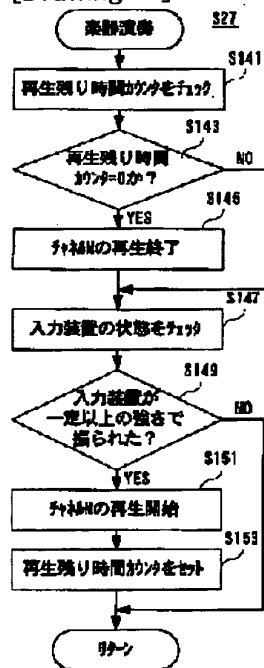 楽器演奏
S27
S141
再生残り時間カウンタをチェック
S143
再生残り時間
カウンタ=0か?
NO
YES
S145
チャネルNの再生終了
S147
入力装置の状態をチェック
S149
入力装置が
一定以上の強さで
振られた?
NO
YES
S151
チャネルNの再生開始
S153
再生残り時間カウンタをセット
リターン